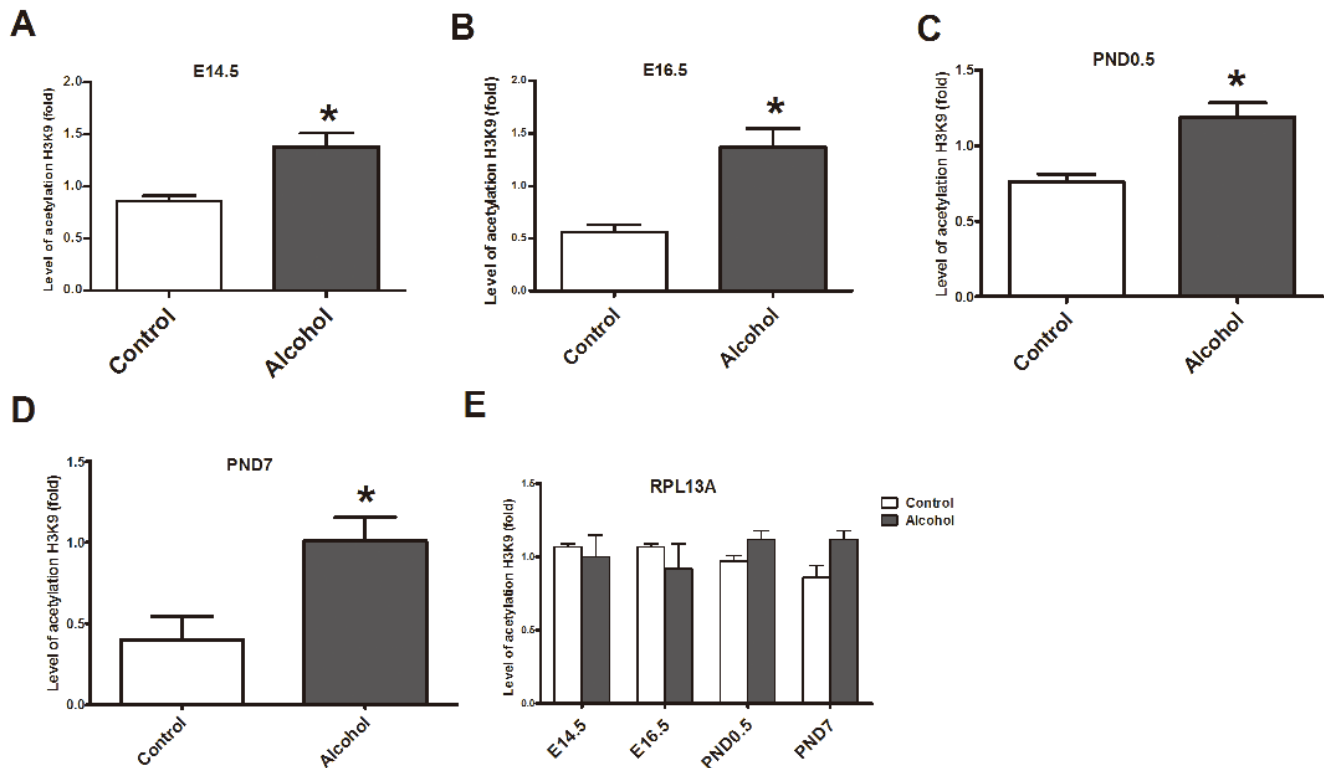 A
E14.5
Level of acetylation H3K9 (fold)
2.0
1.5
1.0
0.5
0.0
*
Control
Alcohol
B
E16.5
Level of acetylation H3K9 (fold)
2.0
1.5
1.0
0.5
0.0
*
Control
Alcohol
C
PND0.5
Level of acetylation H3K9 (fold)
1.5
1.0
0.5
0.0
*
Control
Alcohol
D
PND7
Level of acetylation H3K9 (fold)
1.5
1.0
0.5
0.0
*
Control
Alcohol
E
RPL13A
Level of acetylation H3K9 (fold)
1.5
1.0
0.5
0.0
E14.5
E16.5
PND0.5
PND7
Control
Alcohol